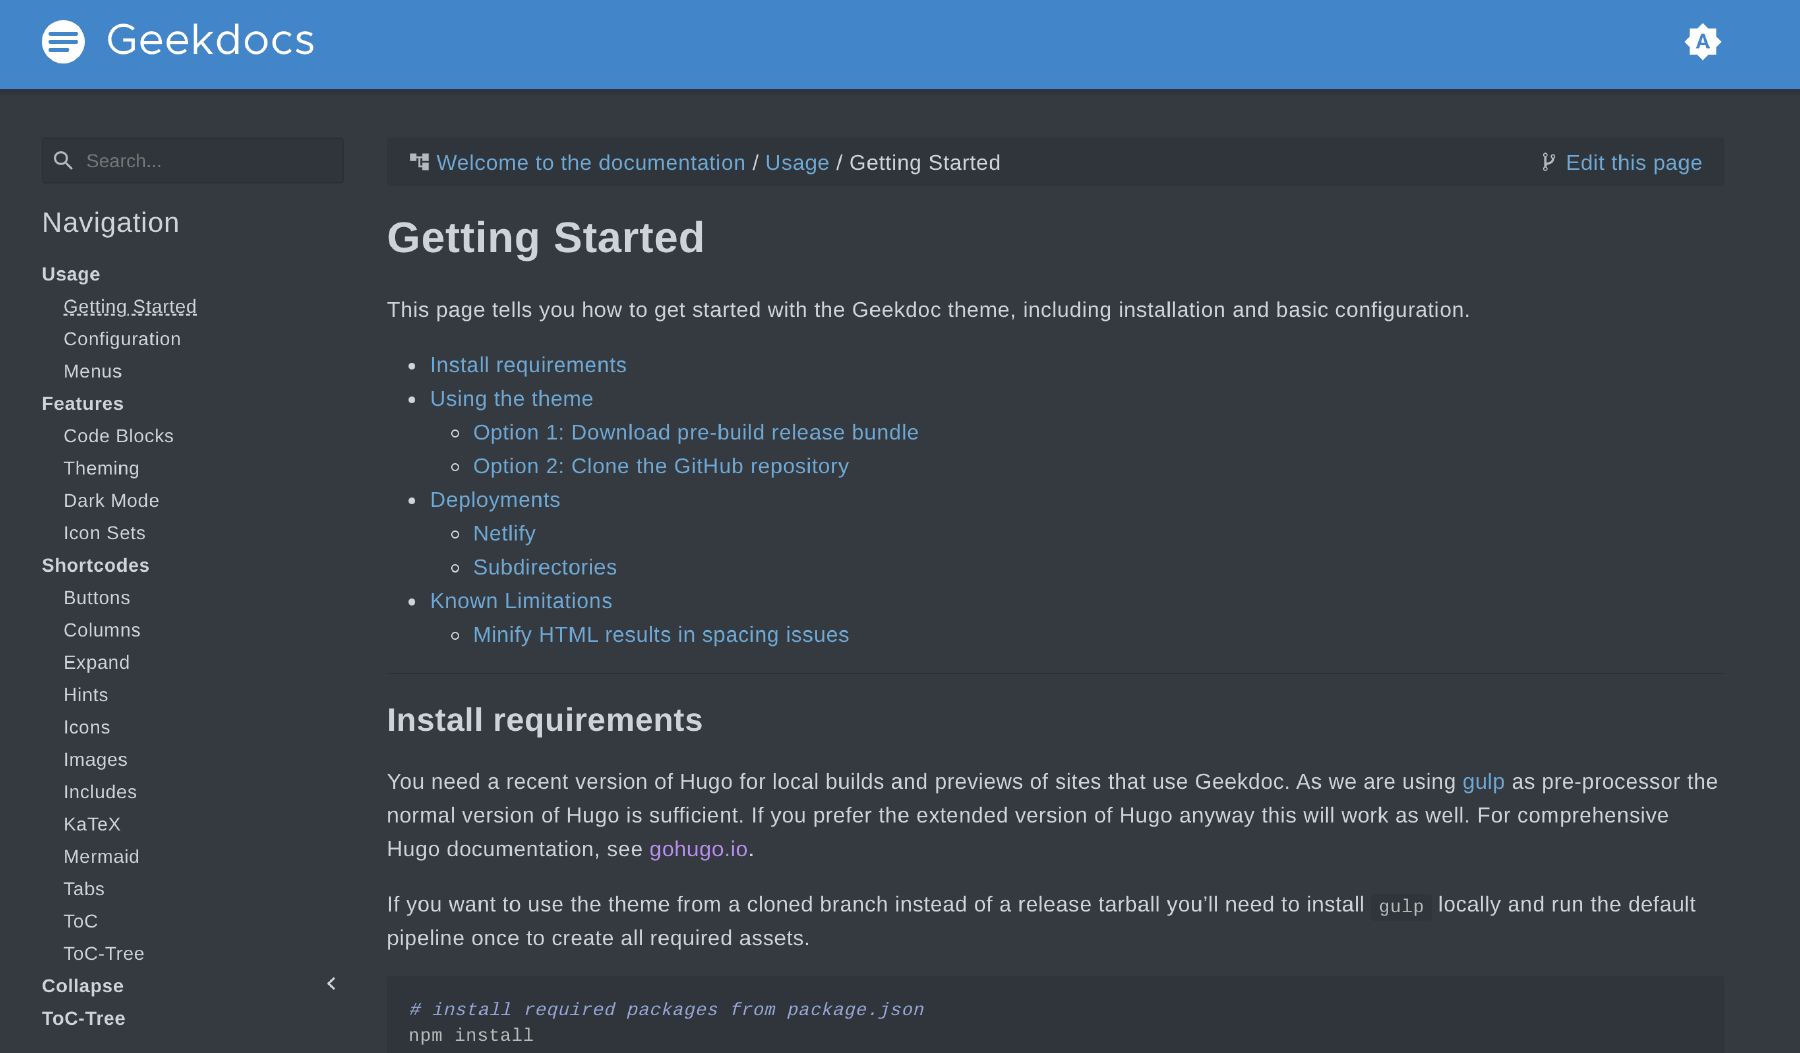 Geekdocs
A
Search...
Navigation
Usage
Getting Started
Configuration
Menus
Features
Code Blocks
Theming
Dark Mode
Icon Sets
Shortcodes
Buttons
Columns
Expand
Hints
Icons
Images
Includes
KaTeX
Mermaid
Tabs
ToC
ToC-Tree
Collapse
ToC-Tree
Welcome to the documentation / Usage / Getting Started
Edit this page
Getting Started
This page tells you how to get started with the Geekdoc theme, including installation and basic configuration.
Install requirements
Using the theme
Option 1: Download pre-build release bundle
Option 2: Clone the GitHub repository
Deployments
Netlify
Subdirectories
Known Limitations
Minify HTML results in spacing issues
Install requirements
You need a recent version of Hugo for local builds and previews of sites that use Geekdoc. As we are using gulp as pre-processor the
normal version of Hugo is sufficient. If you prefer the extended version of Hugo anyway this will work as well. For comprehensive
Hugo documentation, see gohugo.io.
If you want to use the theme from a cloned branch instead of a release tarball you’ll need to install gulp locally and run the default
pipeline once to create all required assets.
# install required packages from package.json
npm install